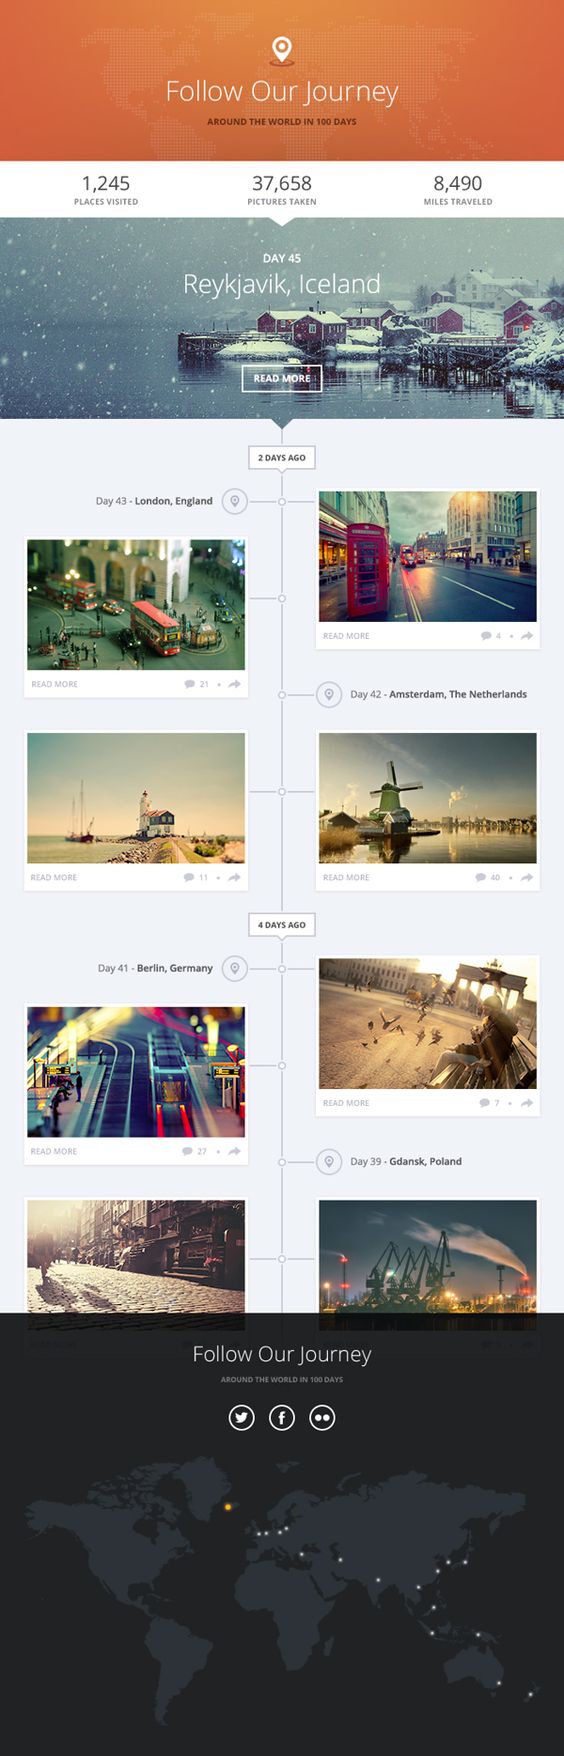 Follow Our Journey
AROUND THE WORLD IN 100 DAYS
1,245
PLACES VISITED
37,658
PICTURES TAKEN
8,490
MILES TRAVELED
DAY 45
Reykjavik, Iceland
READ MORE
2 DAYS AGO
Day 43 - London, England
READ MORE
4
READ MORE
21
Day 42 - Amsterdam, The Netherlands
READ MORE
11
READ MORE
40
4 DAYS AGO
Day 41 - Berlin, Germany
READ MORE
7
READ MORE
27
Day 39 - Gdansk, Poland
Follow Our Journey
AROUND THE WORLD IN 100 DAYS